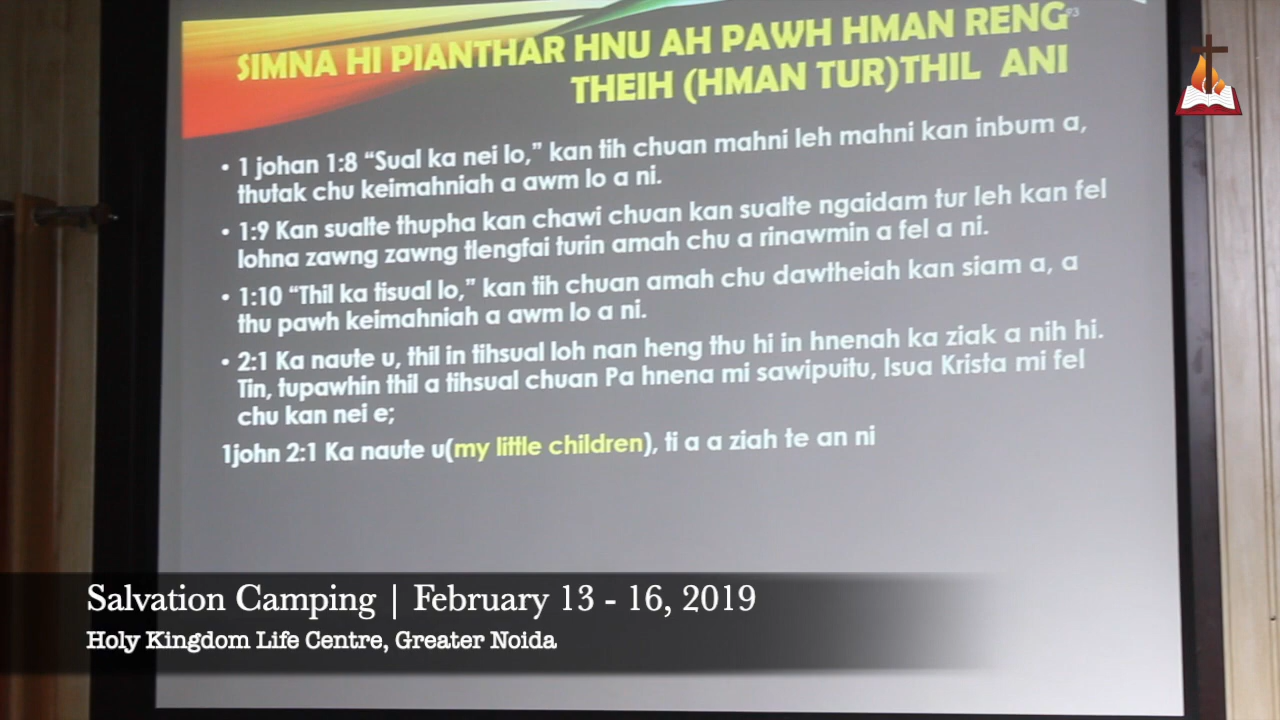 SIMNA HI PIANTHAR HNU AH PAWH HMAN RENG
THEIH (HMAN TUR)THIL ANI
• 1 johan 1:8 “Sual ka nei lo,” kan tih chuan mahni leh mahni kan inbum a,
thutak chu keimahniah a awm lo a ni.
• 1:9 Kan sualte thupha kan chawi chuan kan sualte ngaidam tur leh kan fel
lohna zawng zawng tlengfai turin amah chu a rinawmin a fel a ni.
• 1:10 “Thil ka tisual lo,” kan tih chuan amah chu dawtheiah kan siam a, a
thu pawh keimahniah a awm lo a ni.
• 2:1 Ka naute u, thil in tihsual loh nan heng thu hi in hnenah ka ziak a nih hi.
Tin, tupawhin thil a tihsual chuan Pa hnena mi sawipuitu, Isua Krista mi fel
chu kan nei e;
1john 2:1 Ka naute u(my little children), ti a a ziah te an ni
Salvation Camping | February 13 - 16, 2019
Holy Kingdom Life Centre, Greater Noida